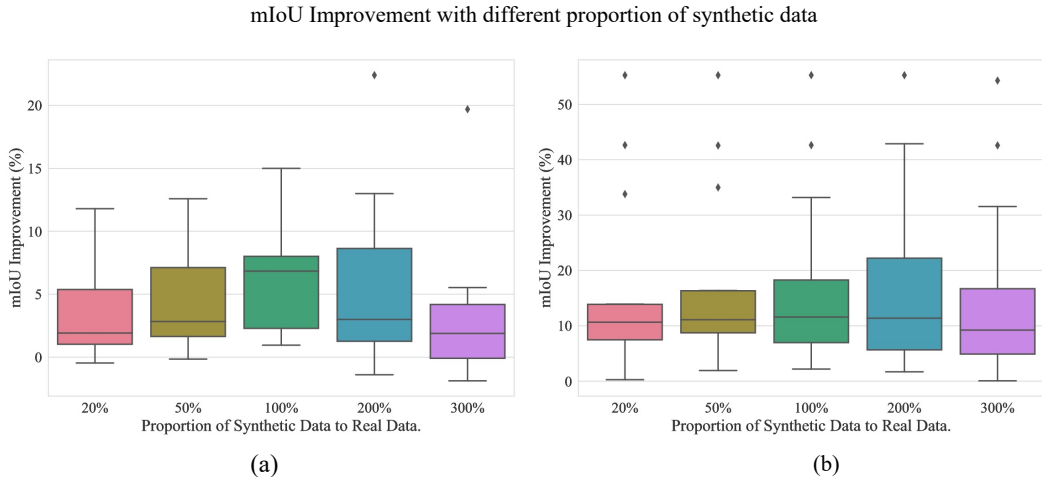 mIoU Improvement with different proportion of synthetic data
mIoU Improvement (%)
20
15
10
5
0
20% 50% 100% 200% 300%
Proportion of Synthetic Data to Real Data.
(a)
mIoU Improvement (%)
50
40
30
20
10
0
20% 50% 100% 200% 300%
Proportion of Synthetic Data to Real Data.
(b)